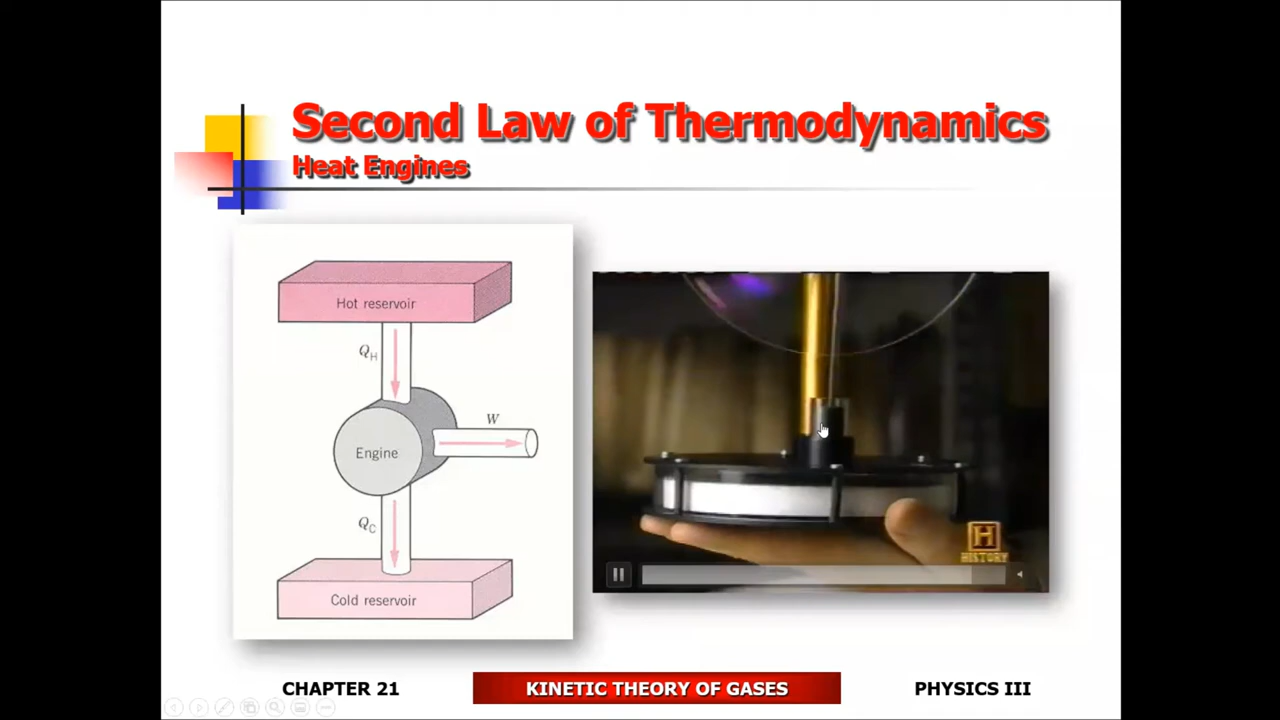 Second Law of Thermodynamics
Heat Engines
Hot reservoir
QH
W
Engine
QC
Cold reservoir
H
HISTORY
CHAPTER 21
KINETIC THEORY OF GASES
PHYSICS III